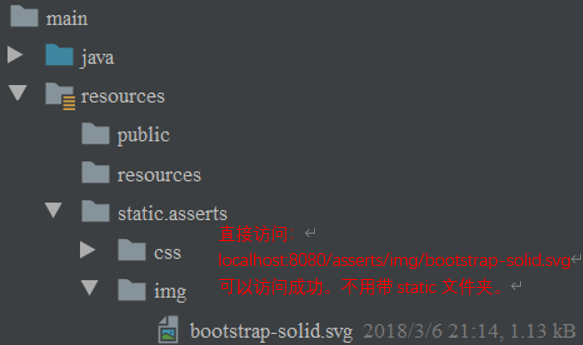 main
java
resources
public
resources
static.asserts
css
img
直接访问: ↵
localhost:8080/asserts/img/bootstrap-solid.svg↵
可以访问成功。不用带 static 文件夹。↵
bootstrap-solid.svg 2018/3/6 21:14, 1.13 kB